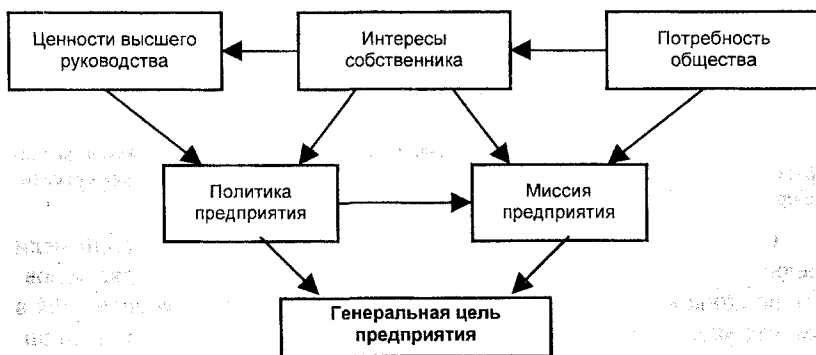 Ценности высшего
руководства
Интересы
собственника
Потребность
общества
Политика
предприятия
Миссия
предприятия
Генеральная цель
предприятия